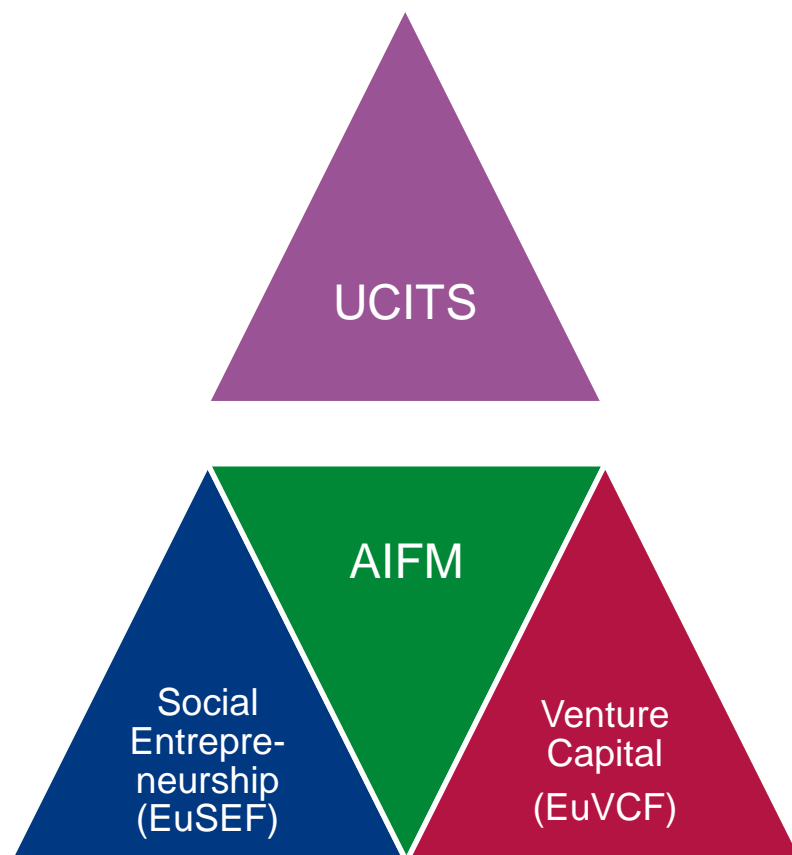 UCITS
AIFM
Social
Entrepre-
neurship
(EuSEF)
Venture
Capital
(EuVCF)